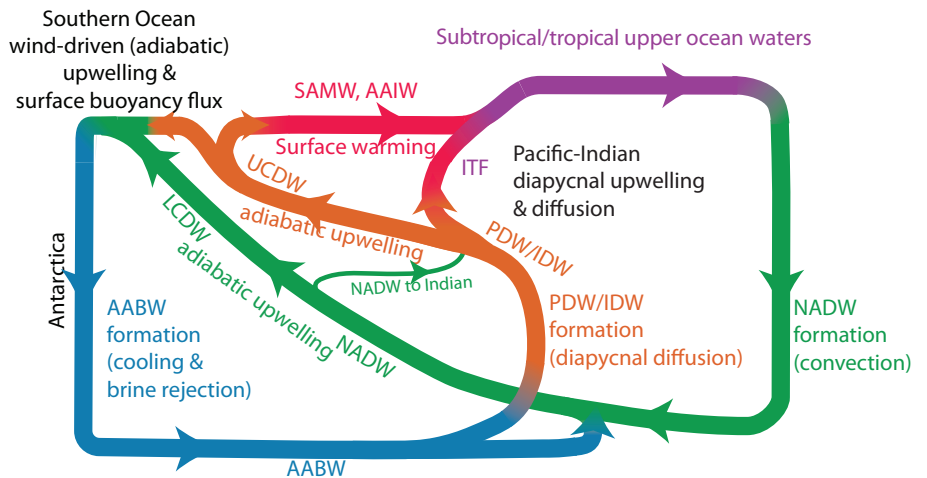 Southern Ocean
wind-driven (adiabatic)
upwelling &
surface buoyancy flux
Subtropical/tropical upper ocean waters
SAMW, AAIW
Surface warming
ITF
Pacific-Indian
diapycnal upwelling
& diffusion
UCDW
adiabatic upwelling
PDW/IDW
LCDW
adiabatic upwelling
NADW to Indian
NADW
Antarctica
AABW
formation
(cooling &
brine rejection)
PDW/IDW
formation
(diapycnal diffusion)
NADW
formation
(convection)
AABW